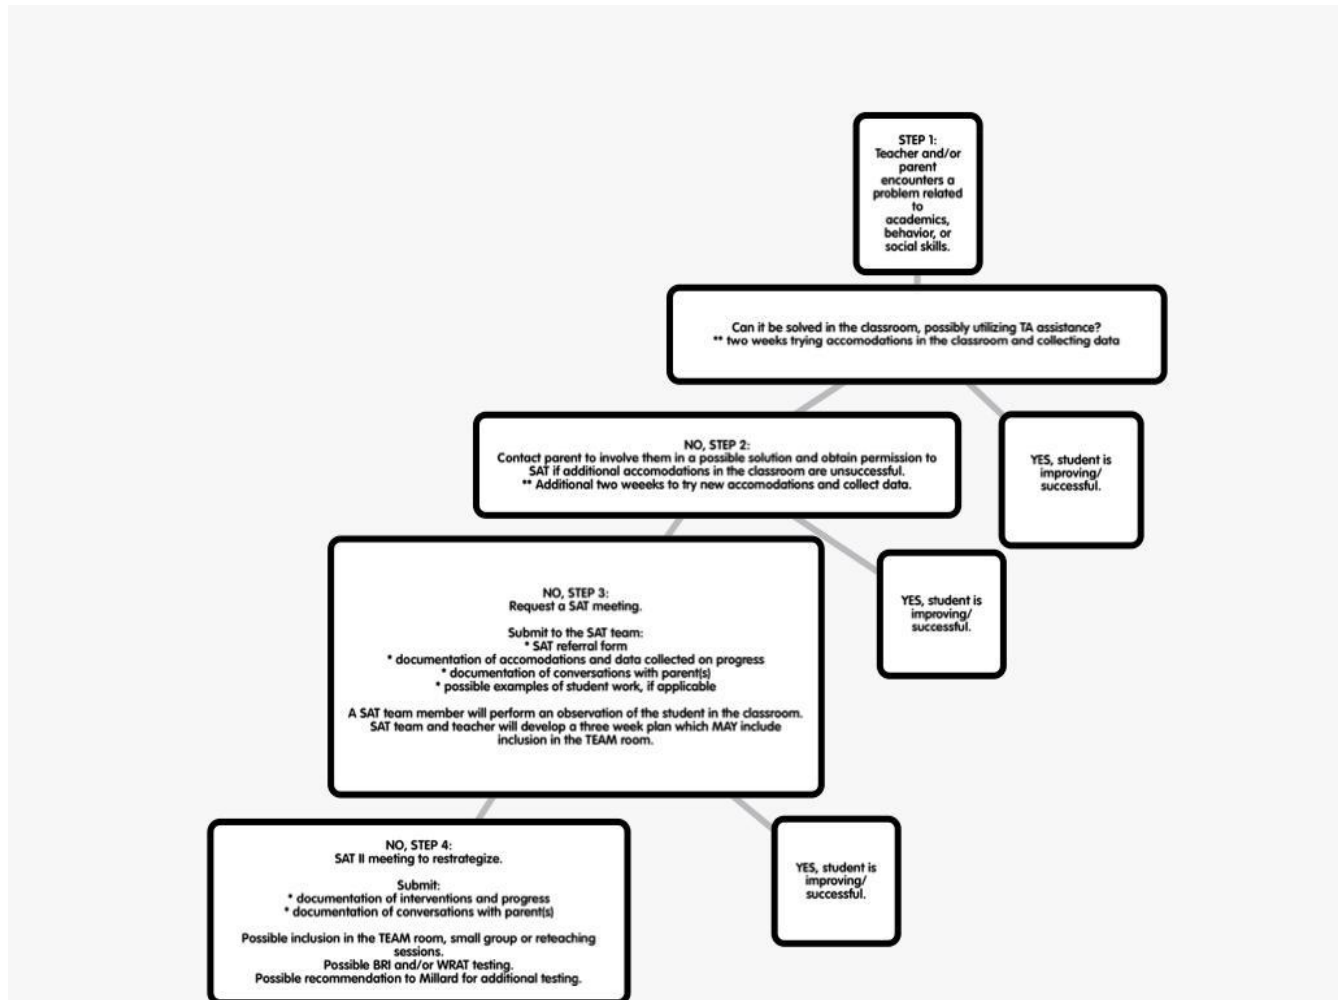 STEP 1:
Teacher and/or
parent
encounters a
problem related
to
academics,
behavior, or
social skills.
Can it be solved in the classroom, possibly utilizing TA assistance?
** two weeks trying accomodations in the classroom and collecting data
NO, STEP 2:
Contact parent to involve them in a possible solution and obtain permission to
SAT if additional accomodations in the classroom are unsuccessful.
** Additional two weeeks to try new accomodations and collect data.
YES, student is
improving/
successful.
NO, STEP 3:
Request a SAT meeting.
Submit to the SAT team:
* SAT referral form
* documentation of accomodations and data collected on progress
* documentation of conversations with parent(s)
* possible examples of student work, if applicable
A SAT team member will perform an observation of the student in the classroom.
SAT team and teacher will develop a three week plan which MAY include
inclusion in the TEAM room.
YES, student is
improving/
successful.
NO, STEP 4:
SAT II meeting to restrategize.
Submit:
* documentation of interventions and progress
* documentation of conversations with parent(s)
Possible inclusion in the TEAM room, small group or reteaching
sessions.
Possible BRI and/or WRAT testing.
Possible recommendation to Millard for additional testing.
YES, student is
improving/
successful.